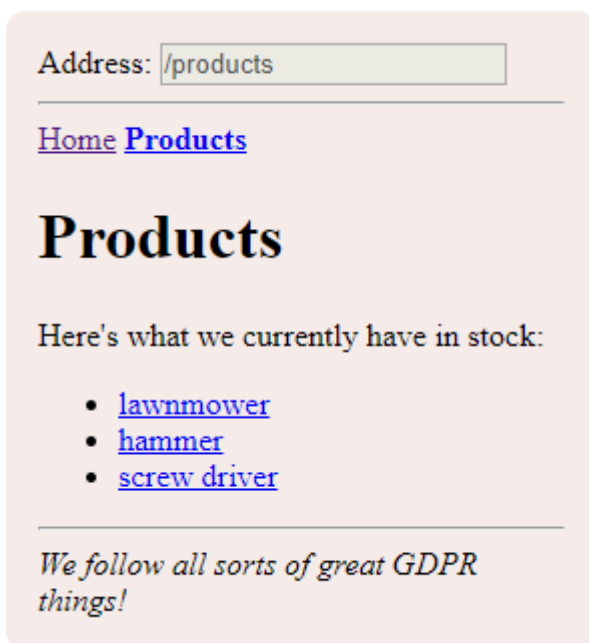 Address: /products
Home Products
Products
Here's what we currently have in stock:
lawnmower
hammer
screw driver
We follow all sorts of great GDPR
things!